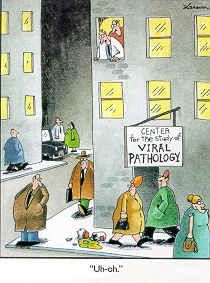 Larson
CENTER
for the study of
VIRAL
PATHOLOGY
"Uh-oh."